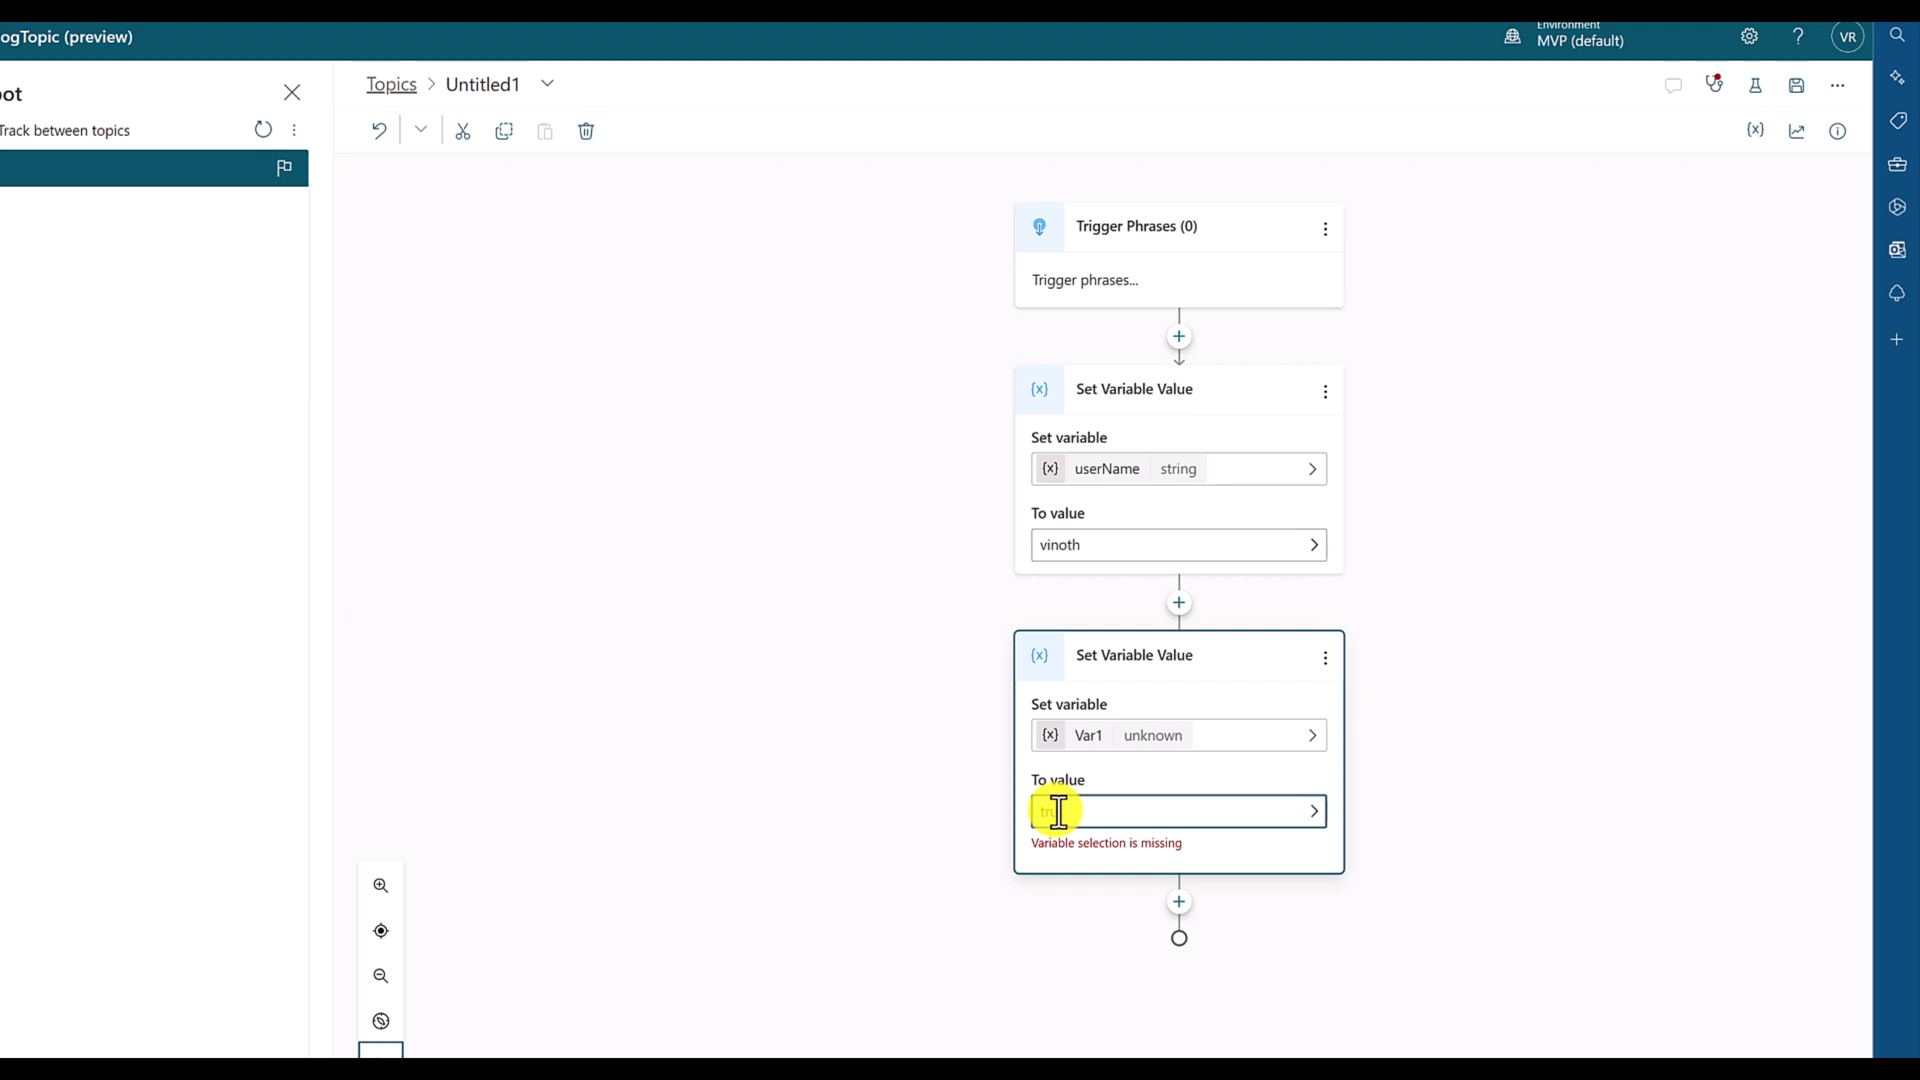 ogTopic (preview)
Environment
MVP (default)
VR
ot
Track between topics
Topics > Untitled1
Trigger Phrases (0)
Trigger phrases...
{x} Set Variable Value
Set variable
{x} userName string
To value
vinoth
{x} Set Variable Value
Set variable
{x} Var1 unknown
To value
Variable selection is missing